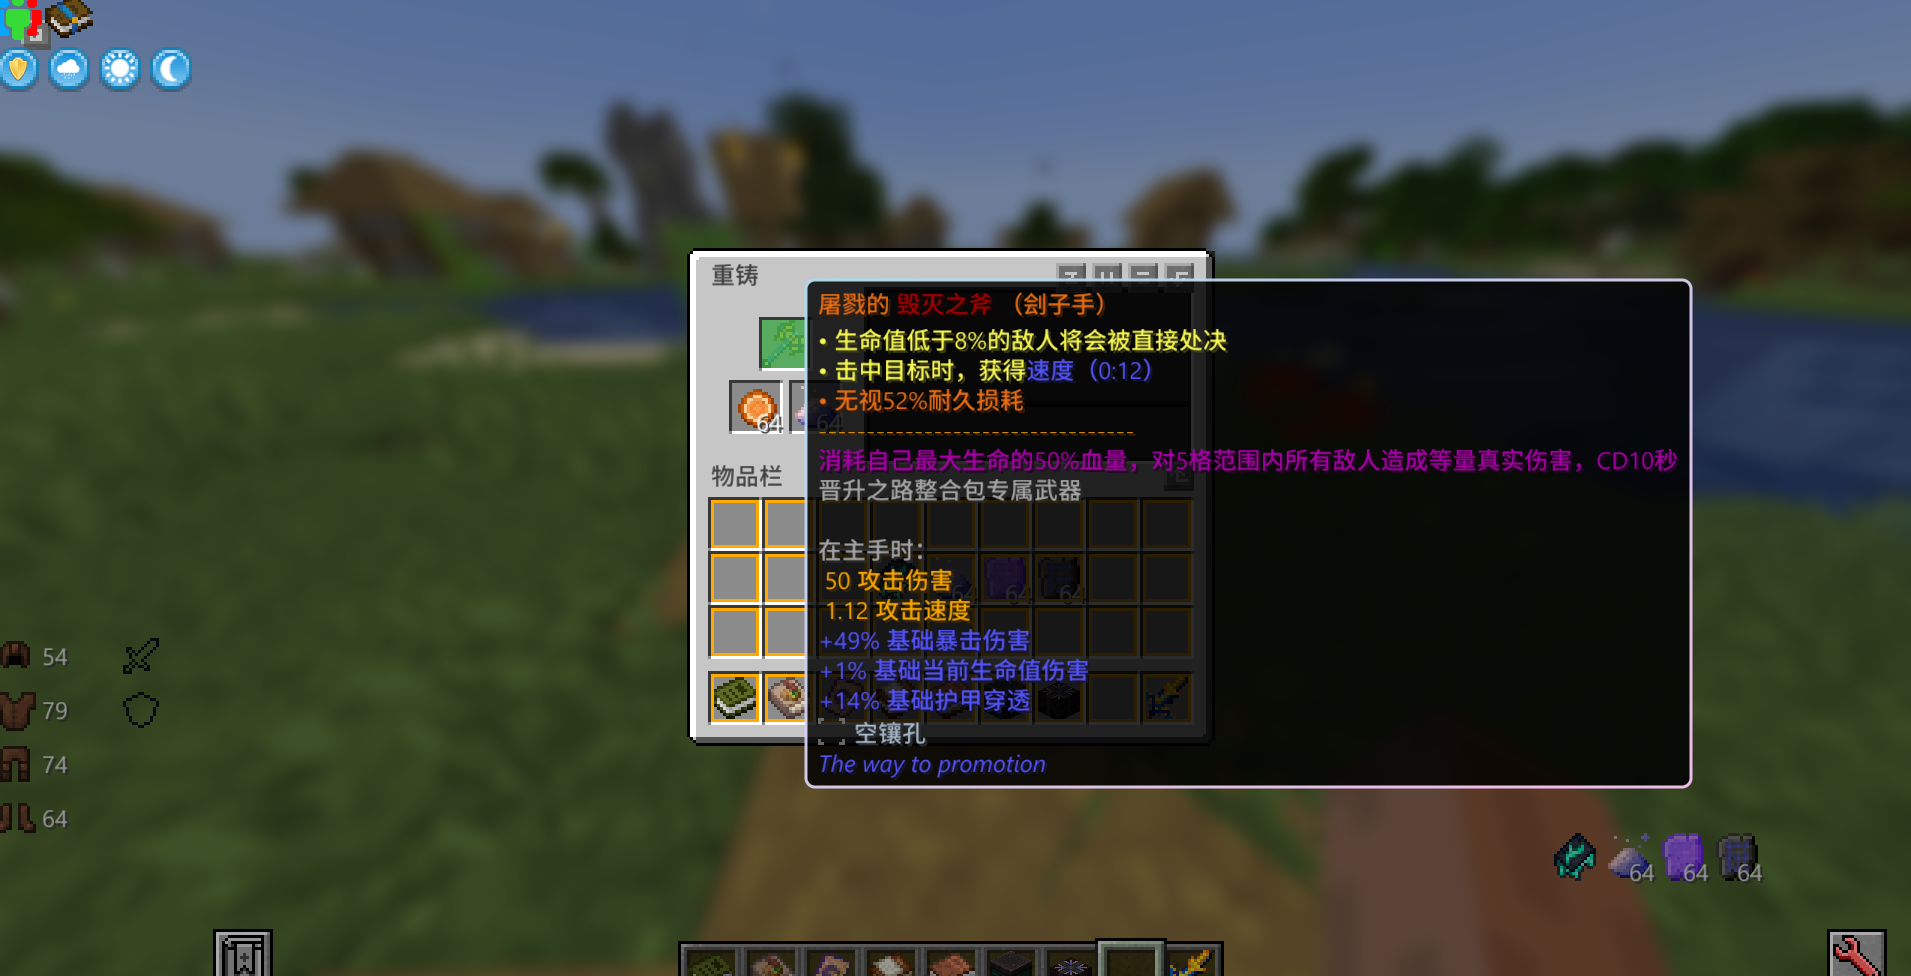 重铸
屠戮的 毁灭之斧 （刽子手）
• 生命值低于8%的敌人将会被直接处决
• 击中目标时，获得速度（0:12）
• 无视52%耐久损耗
64
64
--------------------------------
消耗自己最大生命的50%血量，对5格范围内所有敌人造成等量真实伤害，CD10秒
物品栏
晋升之路整合包专属武器
在主手时：
50 攻击伤害
64
64
64
1.12 攻击速度
+49% 基础暴击伤害
+1% 基础当前生命值伤害
+14% 基础护甲穿透
空镶孔
The way to promotion
54
79
74
64
64
64
64